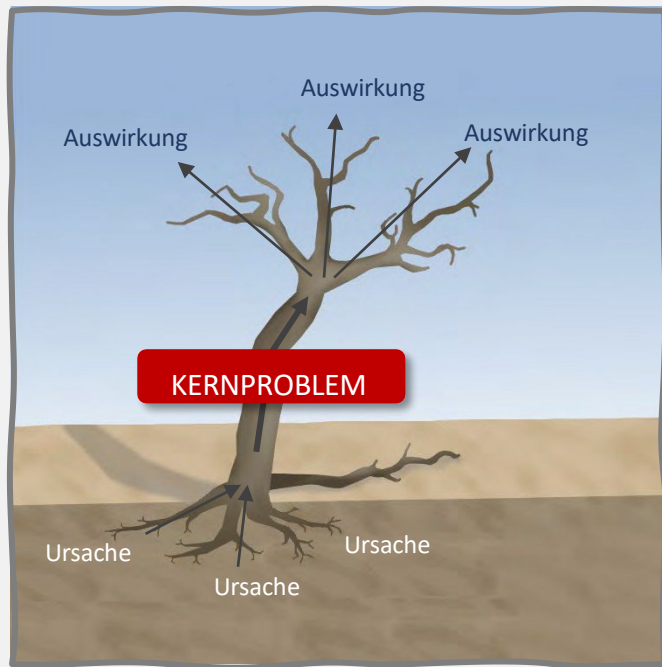 Auswirkung
Auswirkung
Auswirkung
KERNPROBLEM
Ursache
Ursache
Ursache